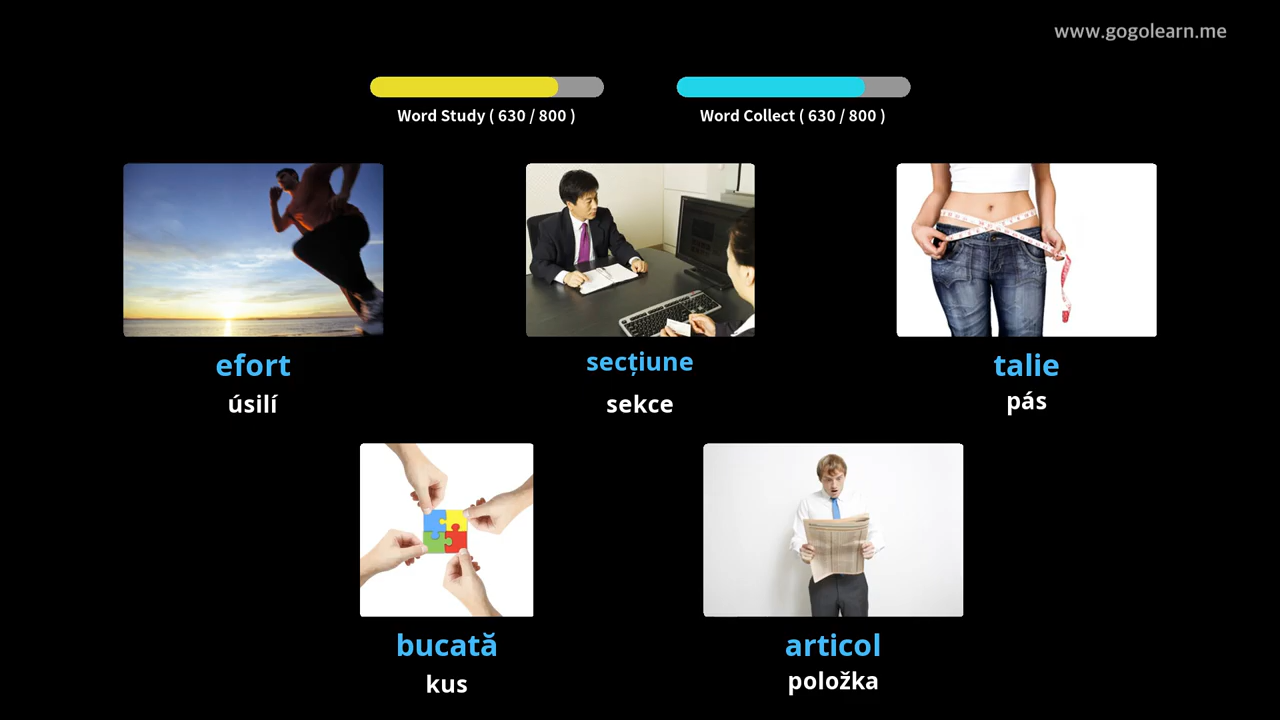 www.gogolearn.me
Word Study ( 630 / 800 )
Word Collect ( 630 / 800 )
efort
úsilí
secțiune
sekce
talie
pás
bucată
kus
articol
položka